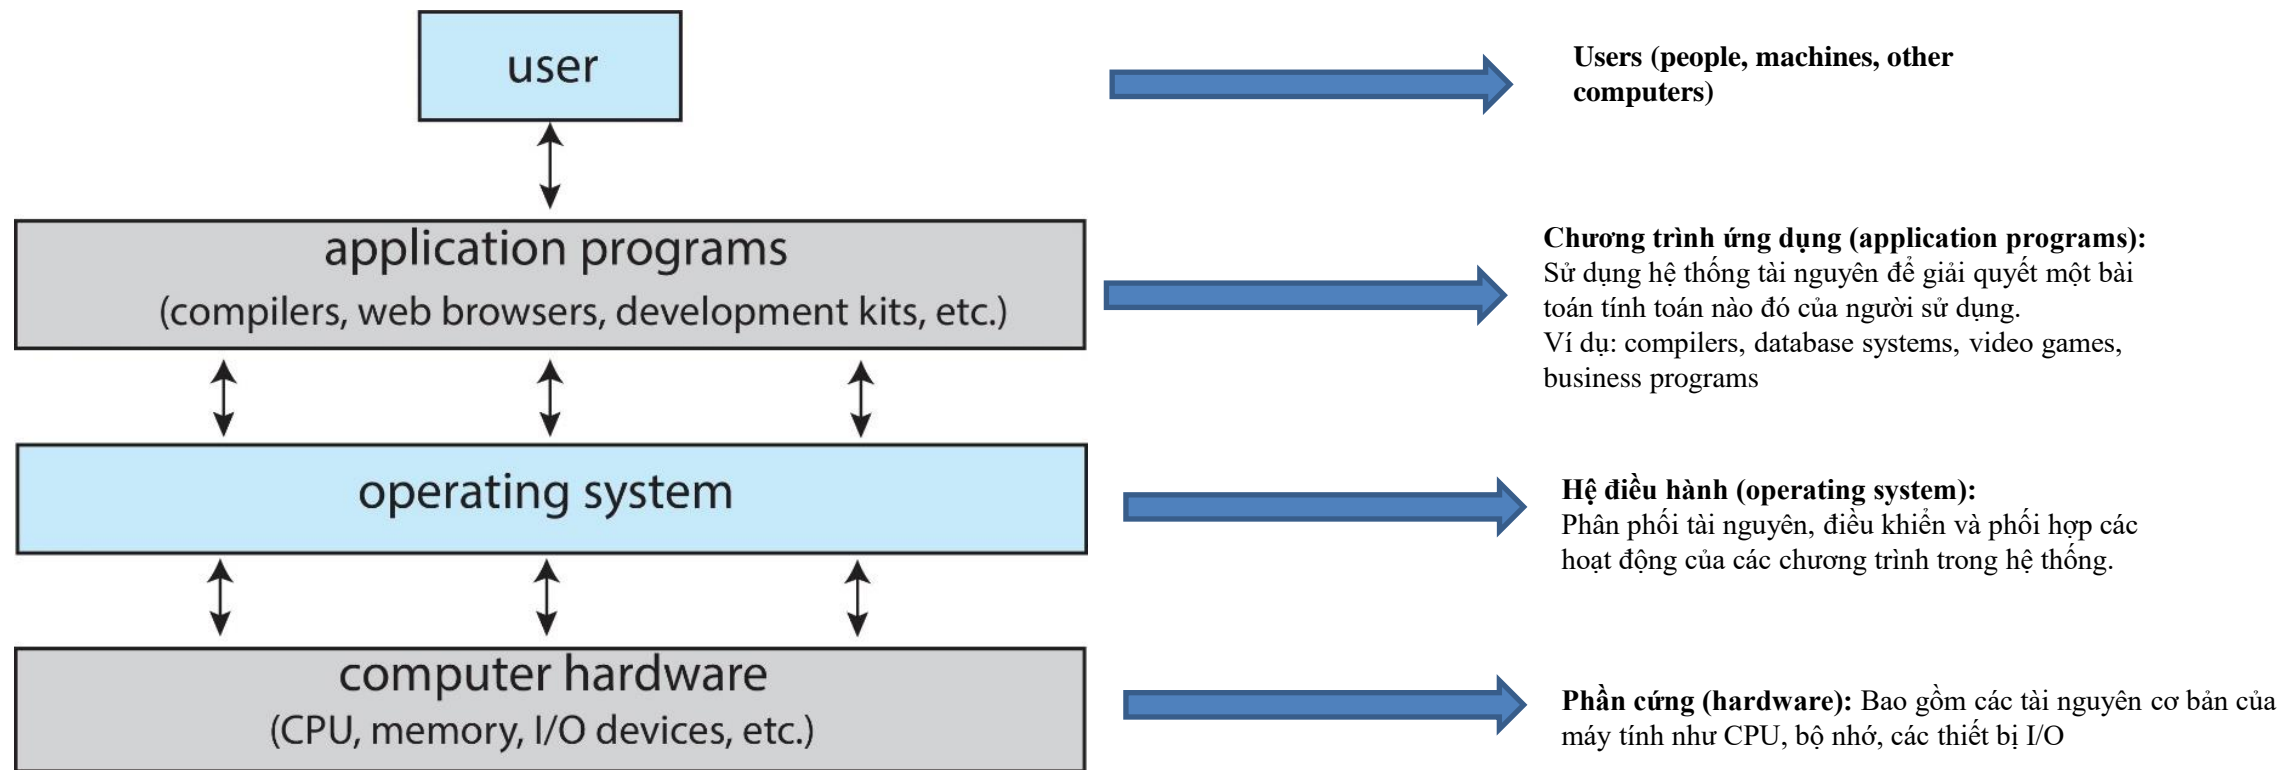 user
Users (people, machines, other
computers)
application programs
(compilers, web browsers, development kits, etc.)
Chương trình ứng dụng (application programs):
Sử dụng hệ thống tài nguyên để giải quyết một bài
toán tính toán nào đó của người sử dụng.
Ví dụ: compilers, database systems, video games,
business programs
operating system
Hệ điều hành (operating system):
Phân phối tài nguyên, điều khiển và phối hợp các
hoạt động của các chương trình trong hệ thống.
computer hardware
(CPU, memory, I/O devices, etc.)
Phần cứng (hardware): Bao gồm các tài nguyên cơ bản của
máy tính như CPU, bộ nhớ, các thiết bị I/O